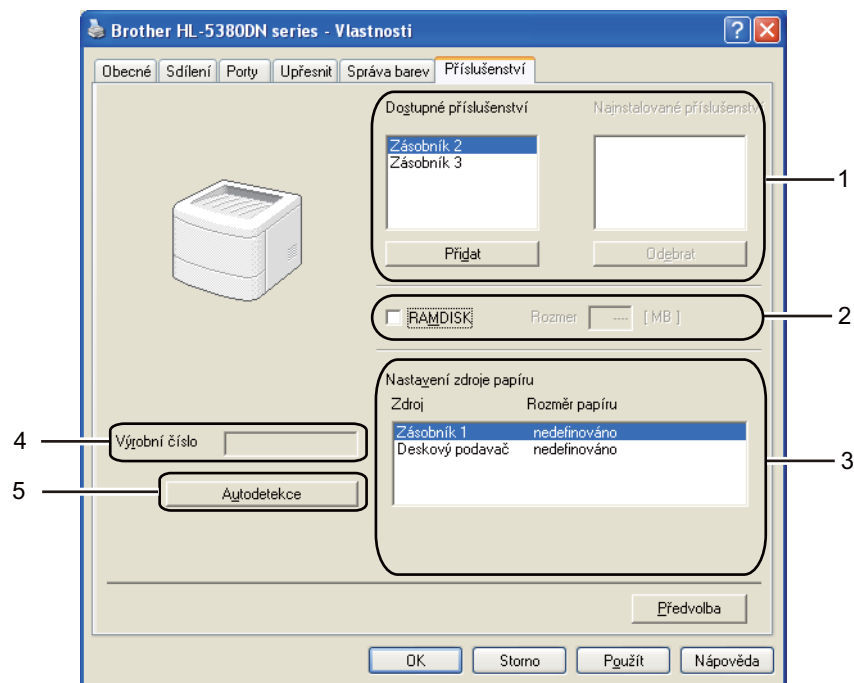 Brother HL-5380DN series - Vlastnosti
Obecné Sdílení Porty Upřesnit Správa barev Příslušenství
Dostupné příslušenství Najnstalované příslušenství
Zásobník 2
Zásobník 3
Přidat Odebrat
1
RAMDISK Rozmer ---- [ MB ]
2
Nastavení zdroje papíru
Zdroj Rozměr papíru
Zásobník 1 nedefinováno
Deskový podavač nedefinováno
3
4
Výrobní číslo
5
Autodetekce
Předvolba
OK Storno Použít Nápověda